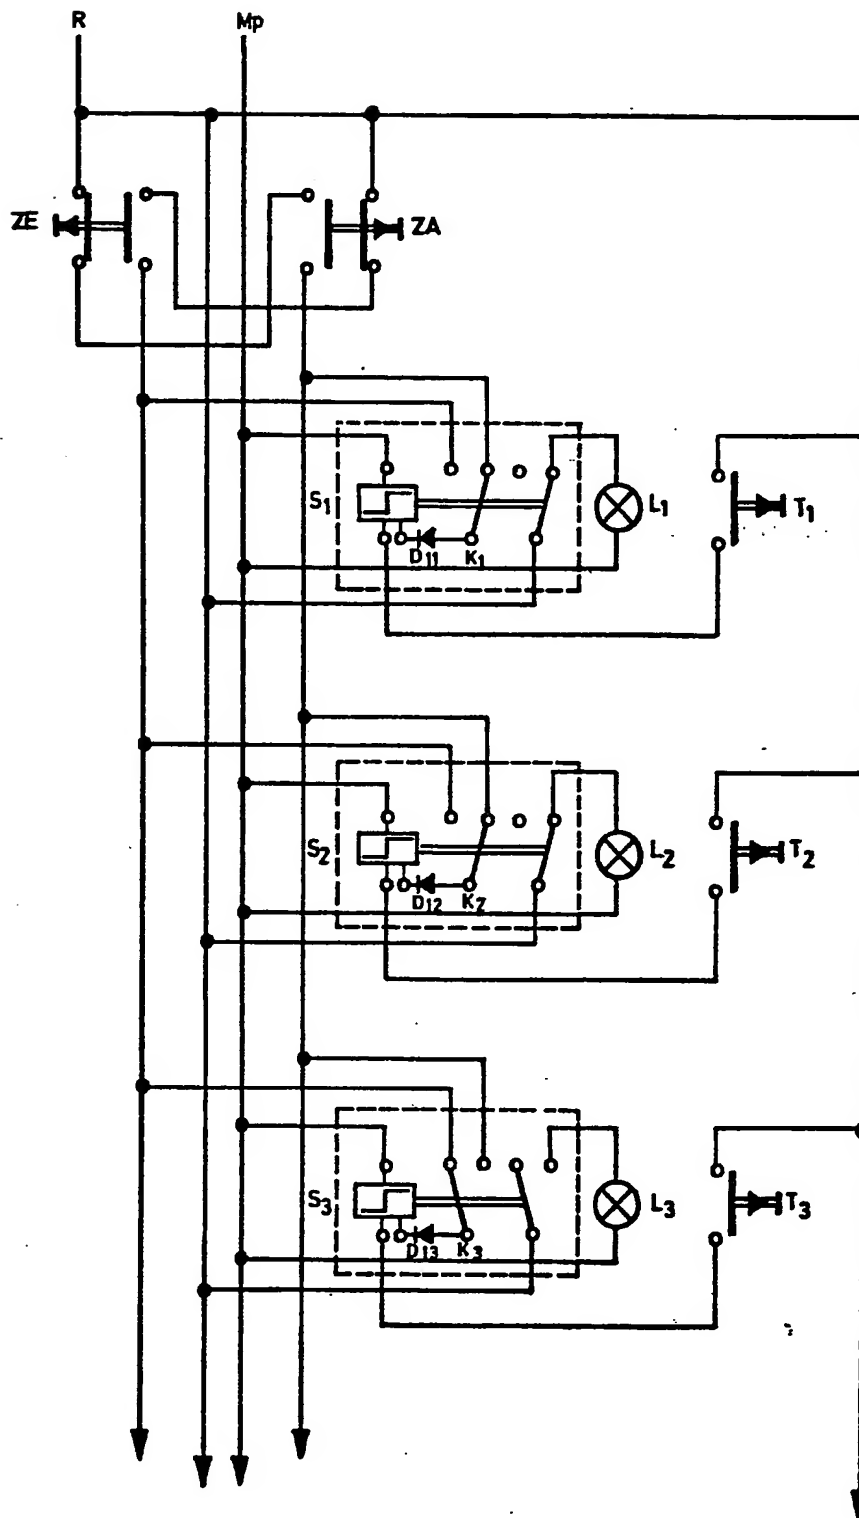 R Mp
ZE ZA
S1 D11 K1 L1 T1
S2 D12 K2 L2 T2
S3 D13 K3 L3 T3